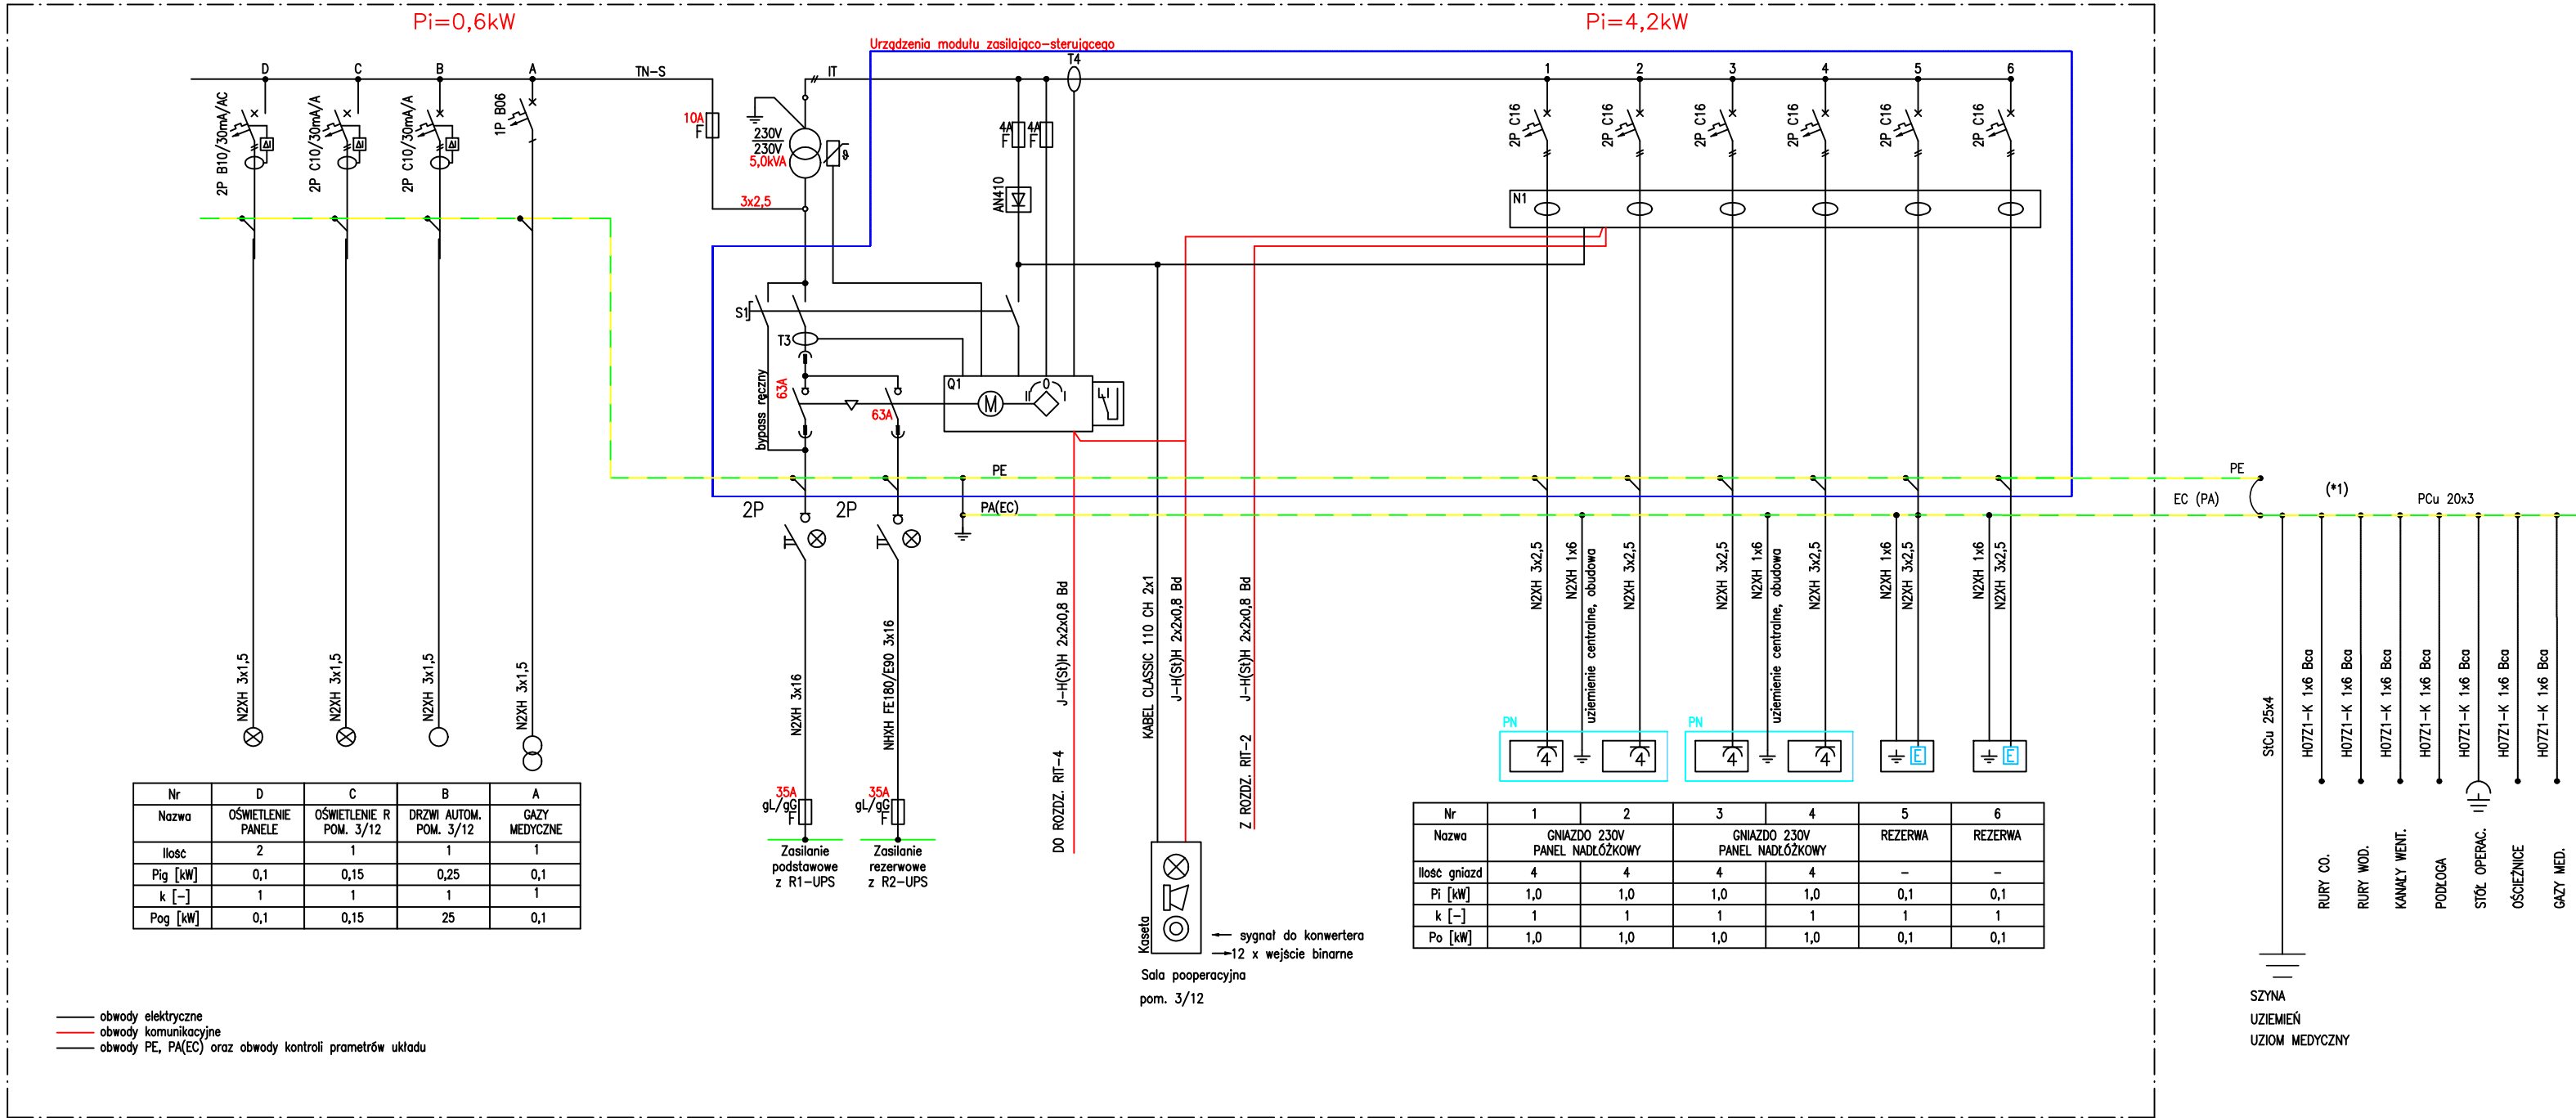 Pi=0,6kW
Pi=4,2kW
Urządzenia modułu zasilająco-sterującego
D
C
B
A
TN-S
IT
T4
1
2
3
4
5
6
2P B10/30mA/AC
2P C10/30mA/A
2P C10/30mA/A
1P B06
ΔI
ΔI
ΔI
10A
F
230V
230V
5,0kVA
ϑ
3x2,5
4A
F
4A
F
AN410
2P C16
2P C16
2P C16
2P C16
2P C16
2P C16
N1
S1
T3
bypass ręczny
63A
63A
Q1
M
II
0
I
PE
PA(EC)
2P
2P
PE
EC (PA)
(*1)
PCu 20x3
N2XH 3x1,5
N2XH 3x1,5
N2XH 3x1,5
N2XH 3x1,5
N2XH 3x16
NHXH FE180/E90 3x16
35A
gL/gG
F
35A
gL/gG
F
Zasilanie
podstawowe
z R1-UPS
Zasilanie
rezerwowe
z R2-UPS
DO ROZDZ. RIT-4
J-H(St)H 2x2x0,8 Bd
KABEL CLASSIC 110 CH 2x1
J-H(St)H 2x2x0,8 Bd
Z ROZDZ. RIT-2
J-H(St)H 2x2x0,8 Bd
Kaseta
sygnał do konwertera
12 x wejście binarne
Sala pooperacyjna
pom. 3/12
N2XH 3x2,5
N2XH 1x6
uziemienie centralne, obudowa
N2XH 3x2,5
N2XH 3x2,5
N2XH 1x6
uziemienie centralne, obudowa
N2XH 3x2,5
N2XH 1x6
N2XH 3x2,5
N2XH 1x6
N2XH 3x2,5
PN
4
4
PN
4
4
E
E
Nr D C B A
Nazwa OŚWIETLENIE PANELE OŚWIETLENIE R POM. 3/12 DRZWI AUTOM. POM. 3/12 GAZY MEDYCZNE
Ilość 2 1 1 1
Pig [kW] 0,1 0,15 0,25 0,1
k [-] 1 1 1 1
Pog [kW] 0,1 0,15 25 0,1
Nr 1 2 3 4 5 6
Nazwa GNIAZDO 230V PANEL NADŁÓŻKOWY GNIAZDO 230V PANEL NADŁÓŻKOWY REZERWA REZERWA
Ilość gniazd 4 4 4 4 - -
Pi [kW] 1,0 1,0 1,0 1,0 0,1 0,1
k [-] 1 1 1 1 1 1
Po [kW] 1,0 1,0 1,0 1,0 0,1 0,1
StCu 25x4
H07Z1-K 1x6 Bca
H07Z1-K 1x6 Bca
H07Z1-K 1x6 Bca
H07Z1-K 1x6 Bca
H07Z1-K 1x6 Bca
H07Z1-K 1x6 Bca
H07Z1-K 1x6 Bca
RURY CO.
RURY WOD.
KANAŁY WENT.
PODŁOGA
STÓŁ OPERAC.
OŚCIEŻNICE
GAZY MED.
SZYNA
UZIEMIEŃ
UZIOM MEDYCZNY
obwody elektryczne
obwody komunikacyjne
obwody PE, PA(EC) oraz obwody kontroli prametrów układu